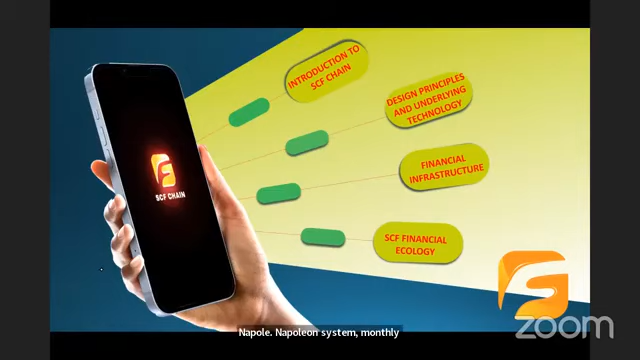 INTRODUCTION TO
SCF CHAIN
DESIGN PRINCIPLES
AND UNDERLYING
TECHNOLOGY
FINANCIAL
INFRASTRUCTURE
SCF FINANCIAL
ECOLOGY
SCF CHAIN
zoom
Napole. Napoleon system, monthly